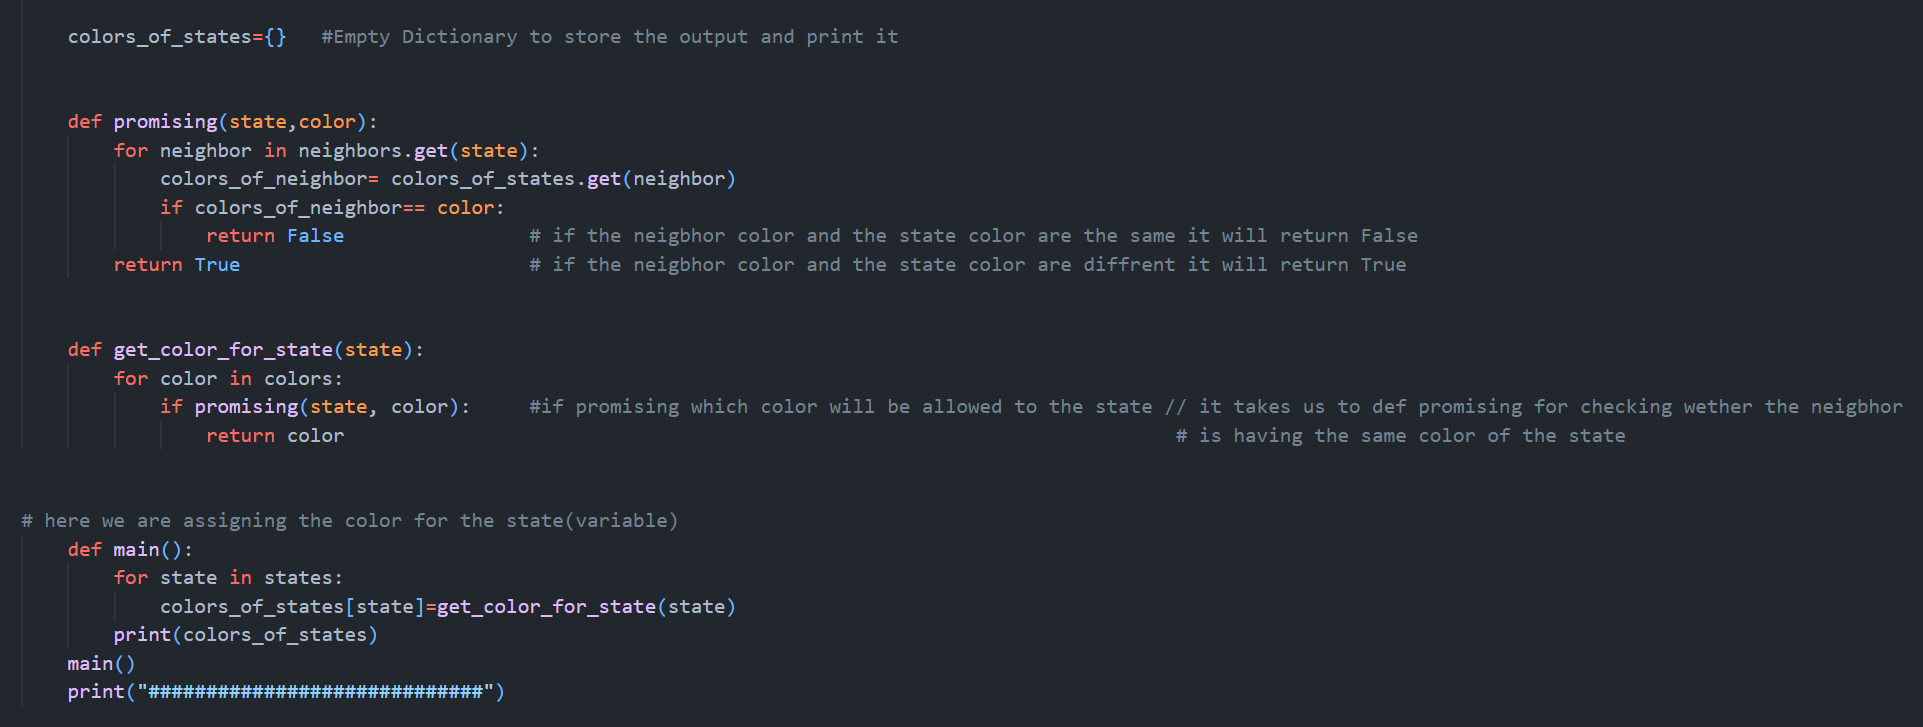 colors_of_states={}   #Empty Dictionary to store the output and print it
def promising(state,color):
for neighbor in neighbors.get(state):
colors_of_neighbor= colors_of_states.get(neighbor)
if colors_of_neighbor== color:
return False                # if the neigbhor color and the state color are the same it will return False
return True                         # if the neigbhor color and the state color are diffrent it will return True
def get_color_for_state(state):
for color in colors:
if promising(state, color):     #if promising which color will be allowed to the state // it takes us to def promising for checking wether the neigbhor
return color                                                                        # is having the same color of the state
# here we are assigning the color for the state(variable)
def main():
for state in states:
colors_of_states[state]=get_color_for_state(state)
print(colors_of_states)
main()
print("#############################")